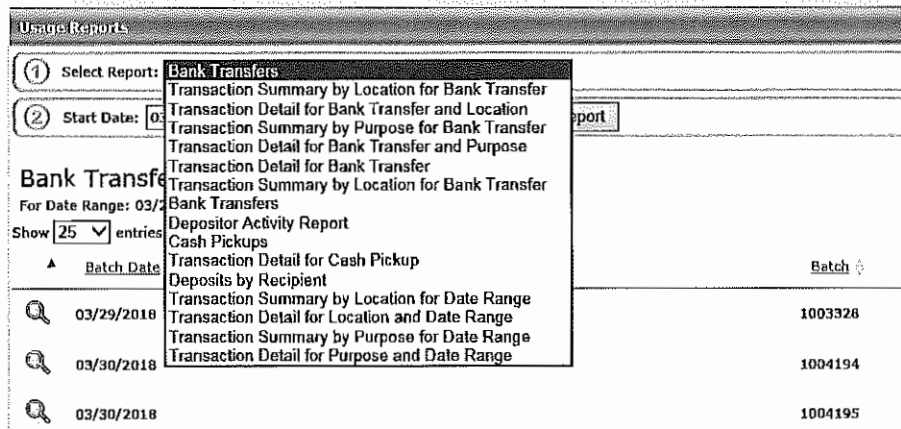 Usage Reports
1 Select Report: Bank Transfers
Transaction Summary by Location for Bank Transfer
Transaction Detail for Bank Transfer and Location
Transaction Summary by Purpose for Bank Transfer
Transaction Detail for Bank Transfer and Purpose
Transaction Detail for Bank Transfer
Transaction Summary by Location for Bank Transfer
Bank Transfers
Depositor Activity Report
Cash Pickups
Transaction Detail for Cash Pickup
Deposits by Recipient
Transaction Summary by Location for Date Range
Transaction Detail for Location and Date Range
Transaction Summary by Purpose for Date Range
Transaction Detail for Purpose and Date Range
2 Start Date: 03 port
Bank Transfe
For Date Range: 03/2
Show 25 entries
Batch Date Batch
03/29/2018 1003328
03/30/2018 1004194
03/30/2018 1004195